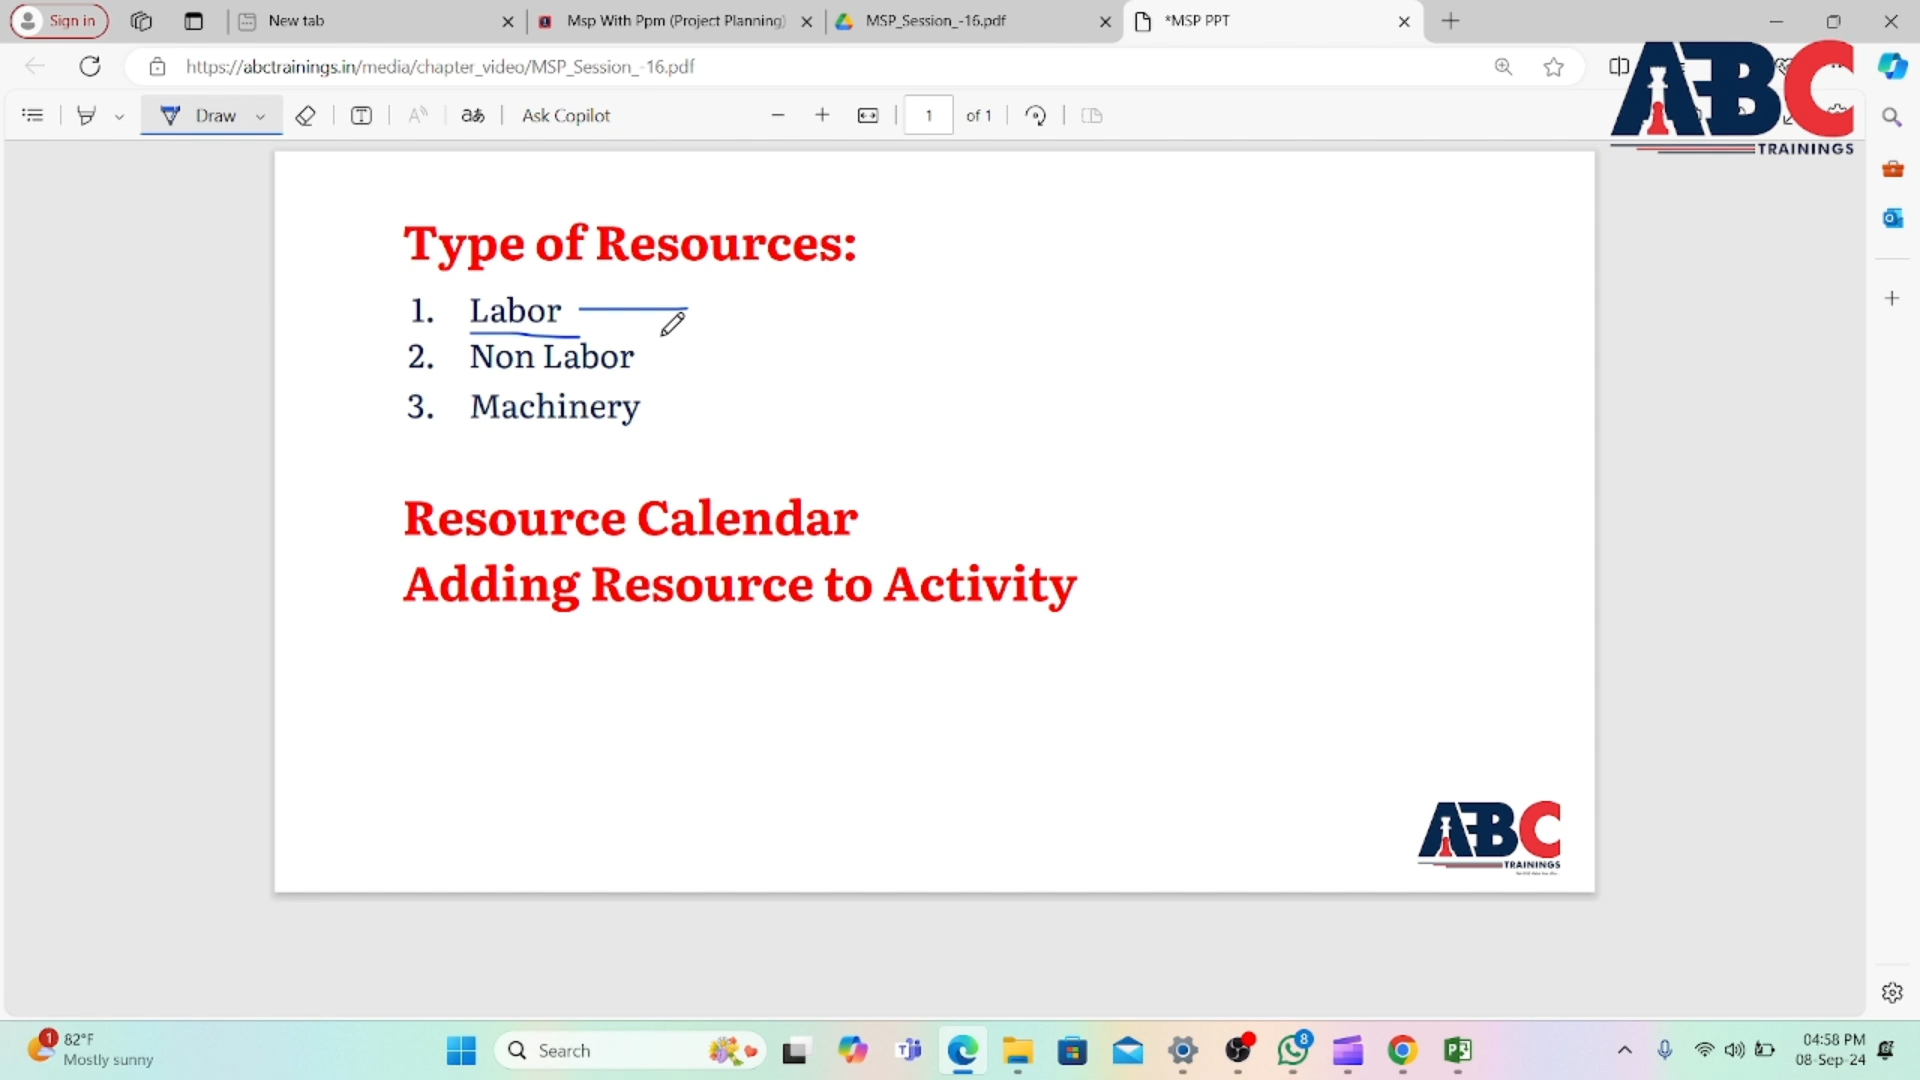 Sign in
New tab
Msp With Ppm (Project Planning)
MSP_Session_-16.pdf
*MSP PPT
https://abctrainings.in/media/chapter_video/MSP_Session_-16.pdf
Draw
Ask Copilot
1 of 1
ABC
TRAININGS
Type of Resources:
1. Labor
2. Non Labor
3. Machinery
Resource Calendar
Adding Resource to Activity
ABC
TRAININGS
1
82°F
Mostly sunny
Search
8
04:58 PM
08-Sep-24